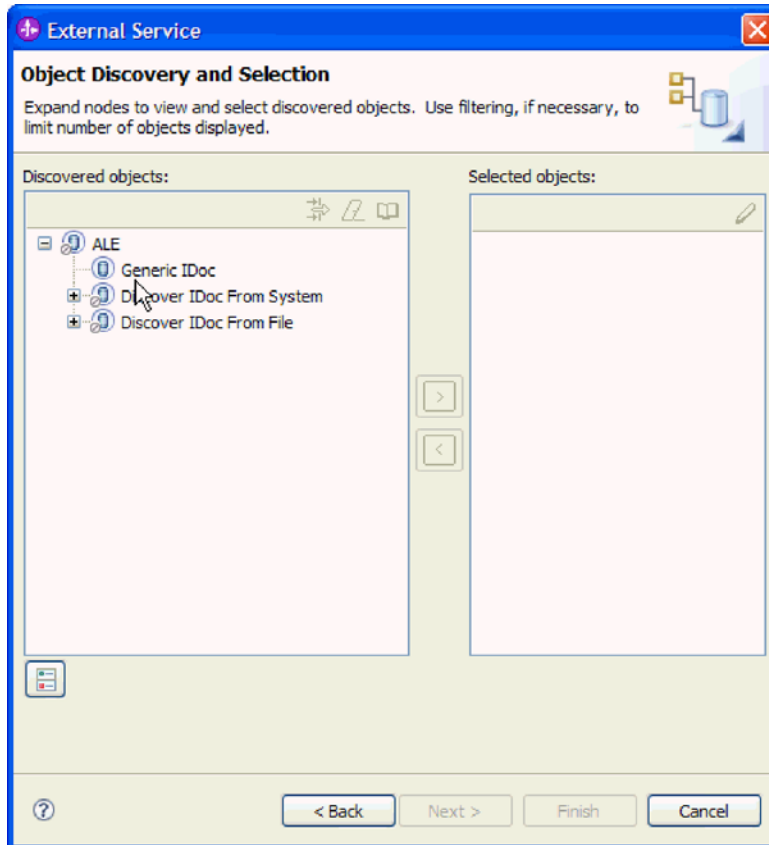 External Service
Object Discovery and Selection
Expand nodes to view and select discovered objects. Use filtering, if necessary, to
limit number of objects displayed.
Discovered objects:
Selected objects:
ALE
Generic IDoc
Discover IDoc From System
Discover IDoc From File
>
<
?
< Back
Next >
Finish
Cancel